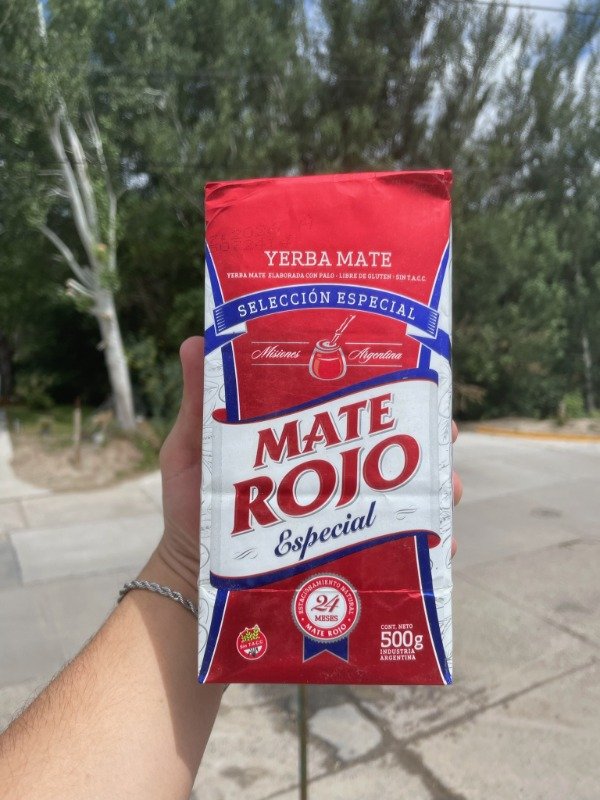 YERBA MATE
YERBA MATE ELABORADA CON PALO · LIBRE DE GLUTEN · SIN T.A.C.C.
SELECCIÓN ESPECIAL
Misiones Argentina
MATE
ROJO
Especial
ESTACIONAMIENTO NATURAL
24
MESES
MATE ROJO
Sin T.A.C.C.
CONT. NETO
500g
INDUSTRIA
ARGENTINA